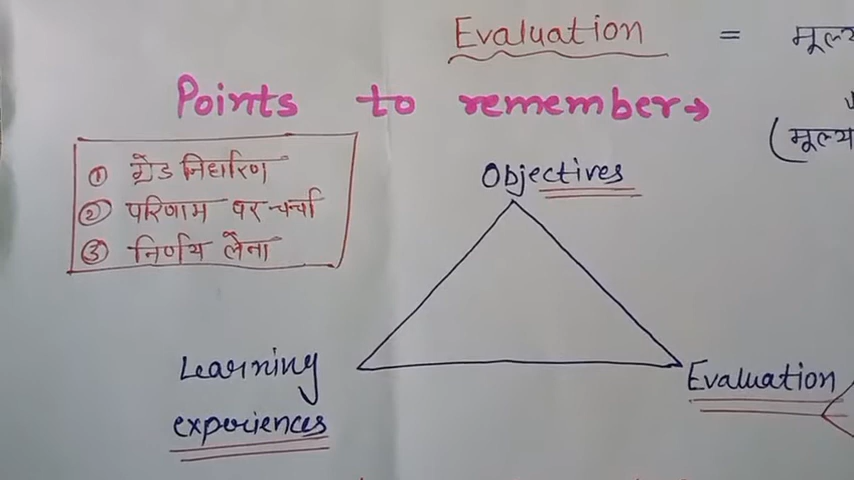 Evaluation =
Points to remember →
① ग्रेड निर्धारण
② परिणाम पर चर्चा
③ निर्णय लेना
Objectives
Learning
experiences
Evaluation